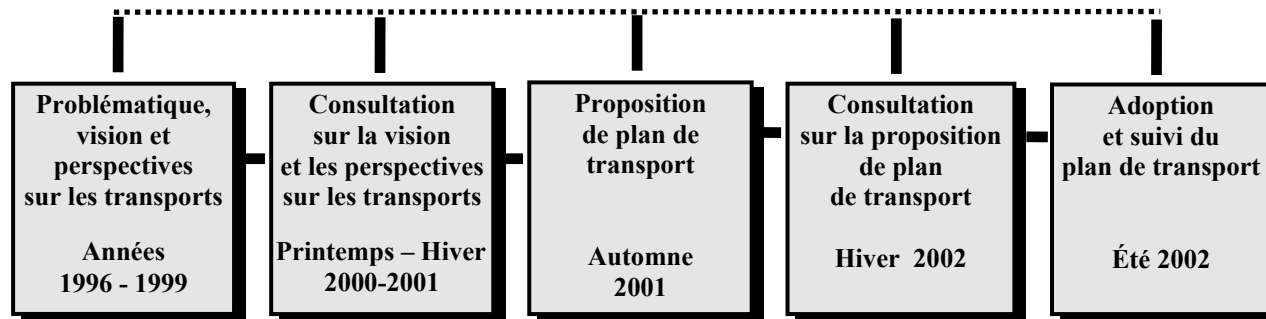 Problématique,
vision et
perspectives
sur les transports
Années
1996 - 1999
Consultation
sur la vision
et les perspectives
sur les transports
Printemps – Hiver
2000-2001
Proposition
de plan de
transport
Automne
2001
Consultation
sur la proposition
de plan
de transport
Hiver 2002
Adoption
et suivi du
plan de transport
Été 2002